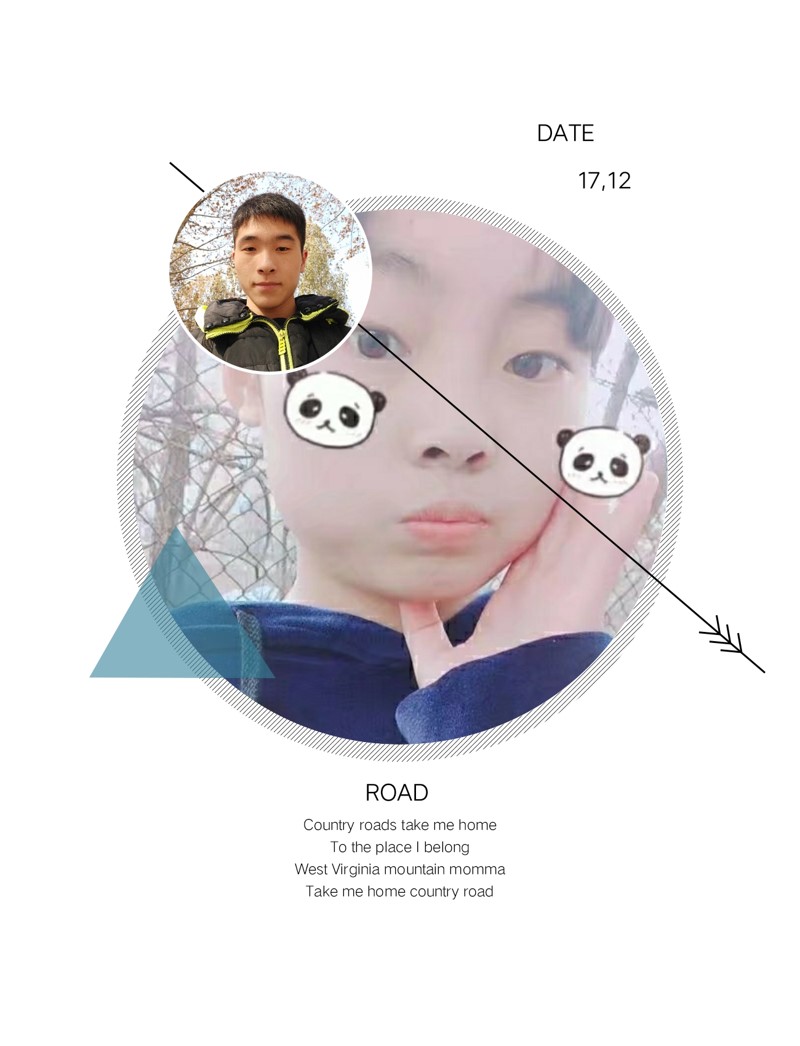 DATE
17,12
ROAD
Country roads take me home
To the place I belong
West Virginia mountain momma
Take me home country road